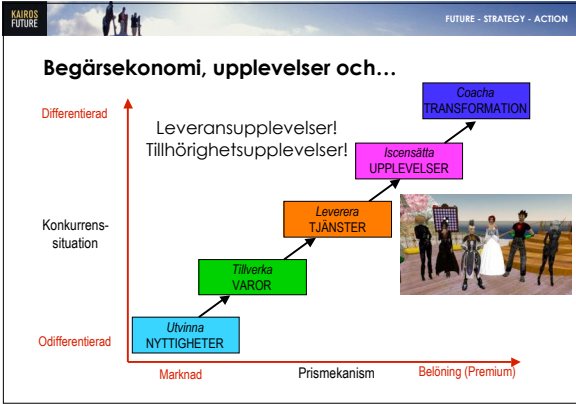 KAIROS
FUTURE
FUTURE - STRATEGY - ACTION
Begärsekonomi, upplevelser och…
Differentierad
Coacha
TRANSFORMATION
Leveransupplevelser!
Tillhörighetsupplevelser!
Iscensätta
UPPLEVELSER
Konkurrens-
situation
Leverera
TJÄNSTER
Tillverka
VAROR
Utvinna
NYTTIGHETER
Odifferentierad
Marknad
Prismekanism
Belöning (Premium)